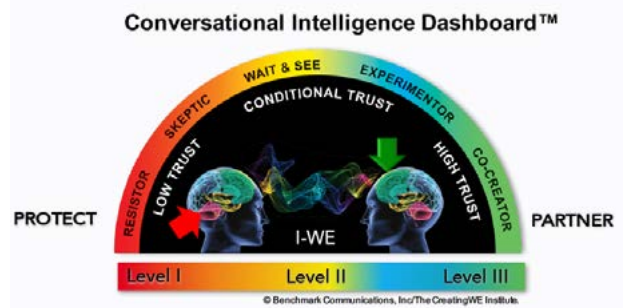 Conversational Intelligence Dashboard™
WAIT & SEE
EXPERIMENTOR
SKEPTIC
CONDITIONAL TRUST
LOW TRUST
HIGH TRUST
RESISTOR
CO-CREATOR
PROTECT
PARTNER
I-WE
Level I
Level II
Level III
© Benchmark Communications, Inc/The CreatingWE Institute.